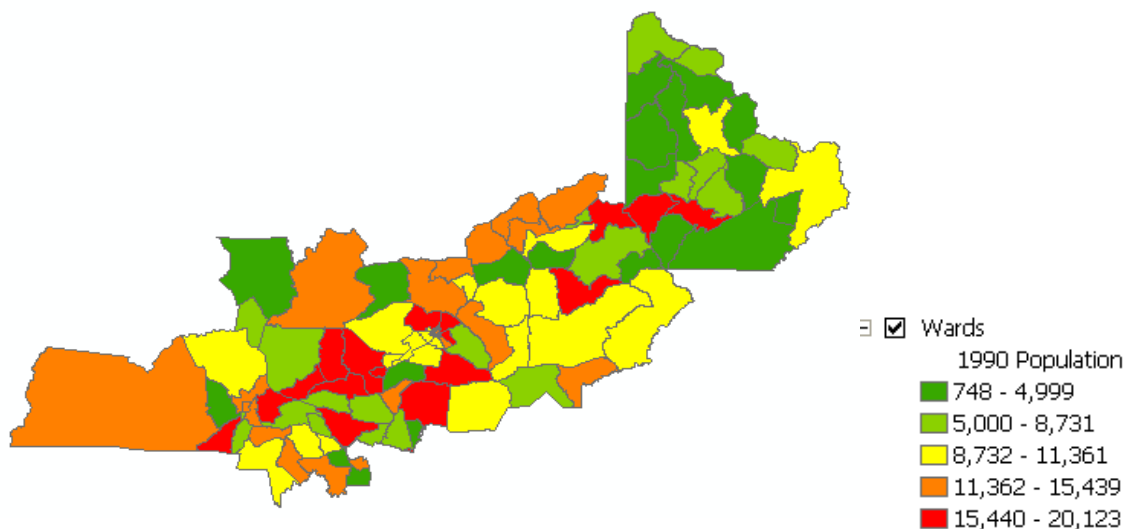 Wards
1990 Population
748 - 4,999
5,000 - 8,731
8,732 - 11,361
11,362 - 15,439
15,440 - 20,123